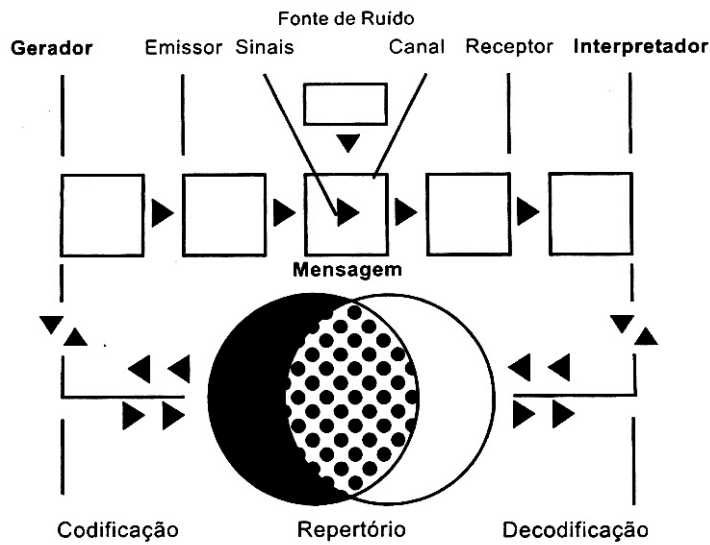 Fonte de Ruído
Gerador Emissor Sinais Canal Receptor Interpretador
Mensagem
Codificação Repertório Decodificação